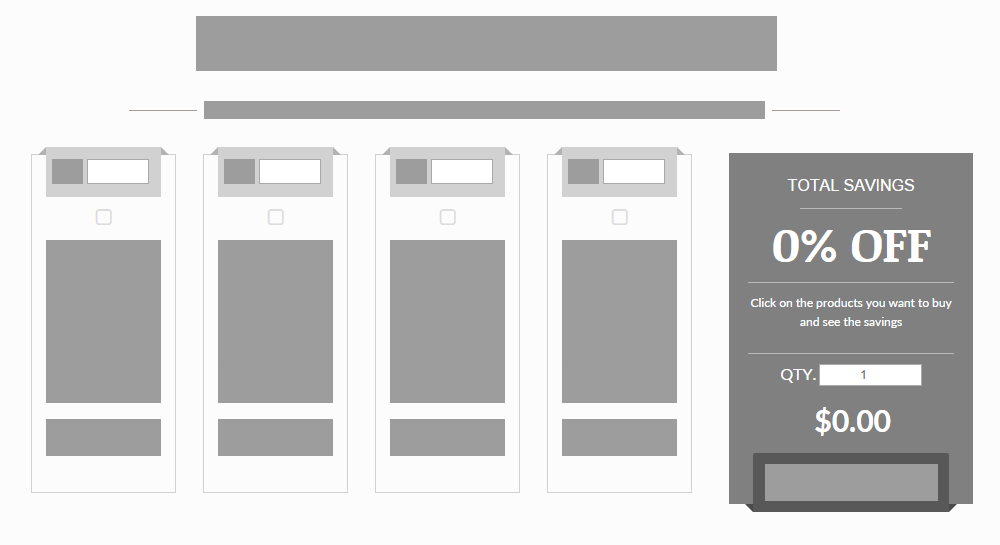 TOTAL SAVINGS
0% OFF
Click on the products you want to buy
and see the savings
QTY. 1
$0.00